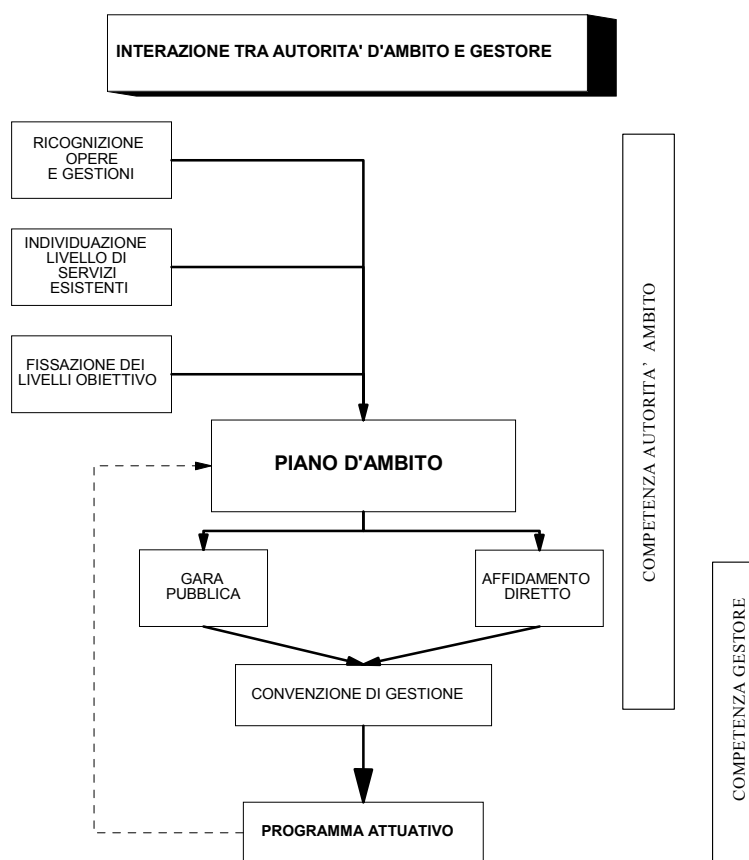 INTERAZIONE TRA AUTORITA' D'AMBITO E GESTORE
RICOGNIZIONE
OPERE
E GESTIONI
INDIVIDUAZIONE
LIVELLO DI
SERVIZI
ESISTENTI
FISSAZIONE DEI
LIVELLI OBIETTIVO
PIANO D'AMBITO
GARA
PUBBLICA
AFFIDAMENTO
DIRETTO
CONVENZIONE DI GESTIONE
PROGRAMMA ATTUATIVO
COMPETENZA AUTORITA' AMBITO
COMPETENZA GESTORE